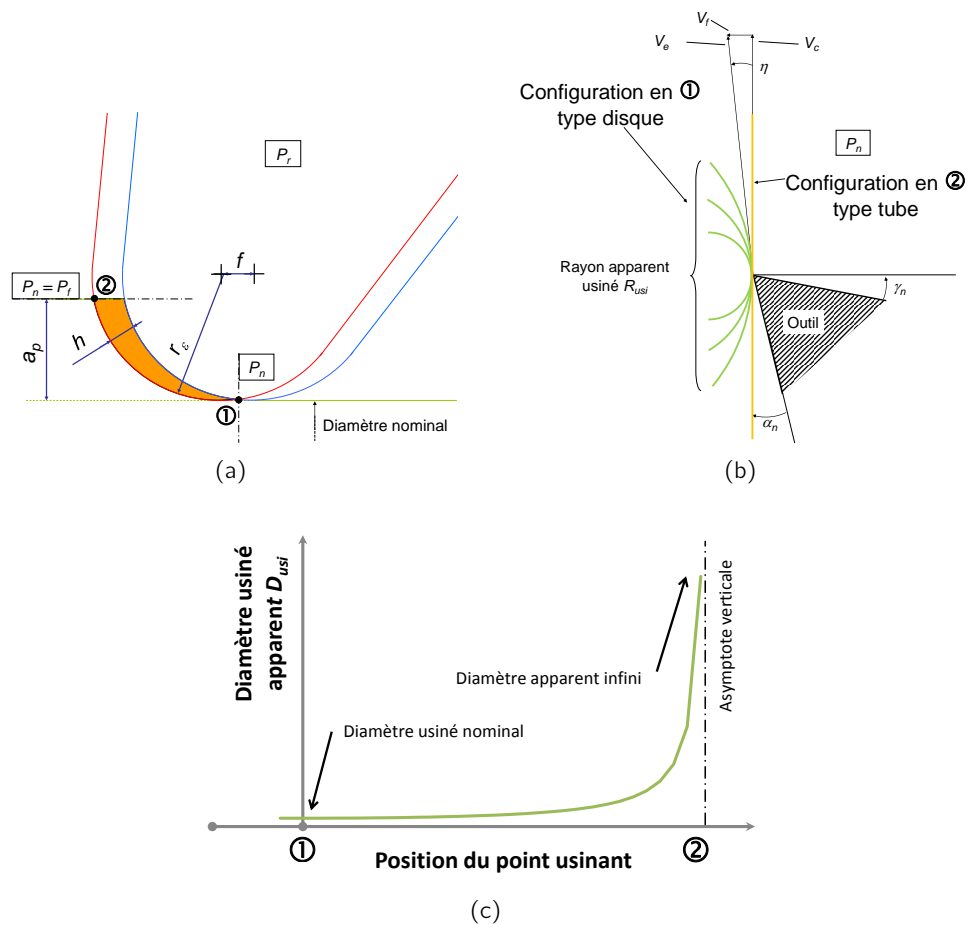 P_r
f
②
P_n = P_f
h
a_p
r_ε
P_n
①
Diamètre nominal
(a)
V_f
V_e
V_c
η
Configuration en ①
type disque
P_n
Configuration en ②
type tube
Rayon apparent
usiné R_usi
γ_n
Outil
α_n
(b)
Diamètre usiné
apparent D_usi
Diamètre apparent infini
Asymptote verticale
Diamètre usiné nominal
①
Position du point usinant
②
(c)